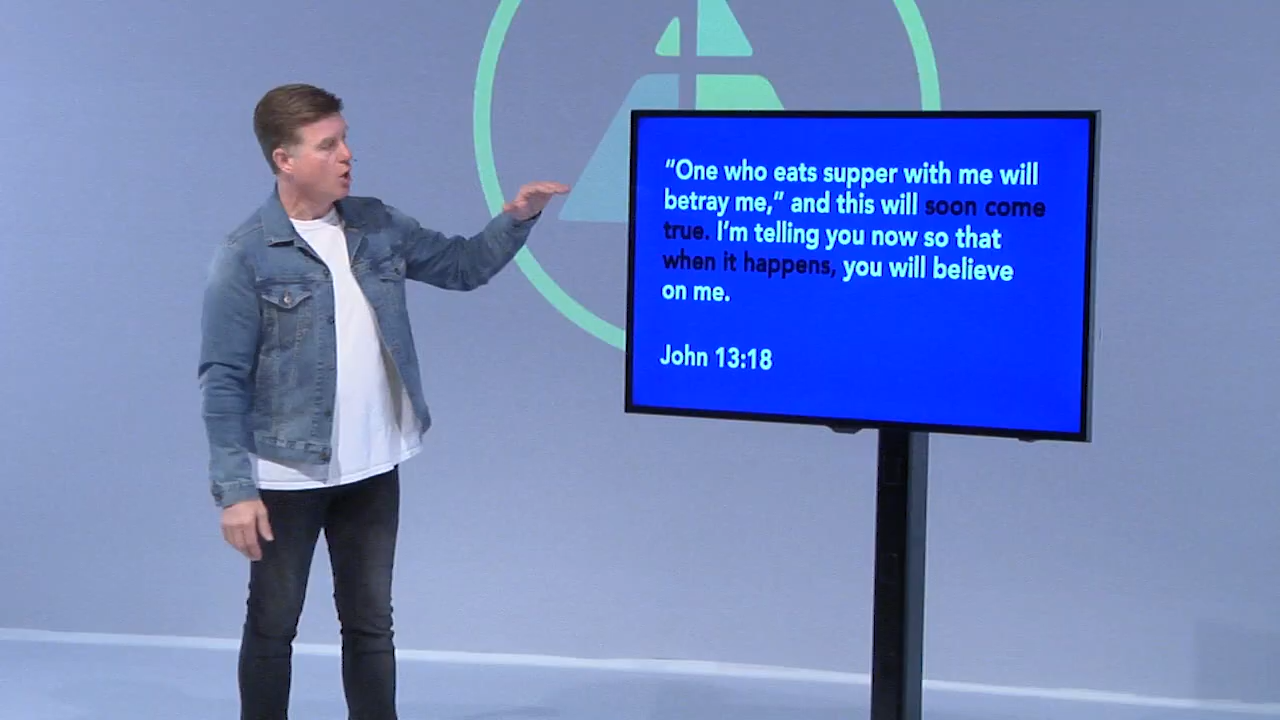 “One who eats supper with me will
betray me,” and this will soon come
true. I’m telling you now so that
when it happens, you will believe
on me.
John 13:18